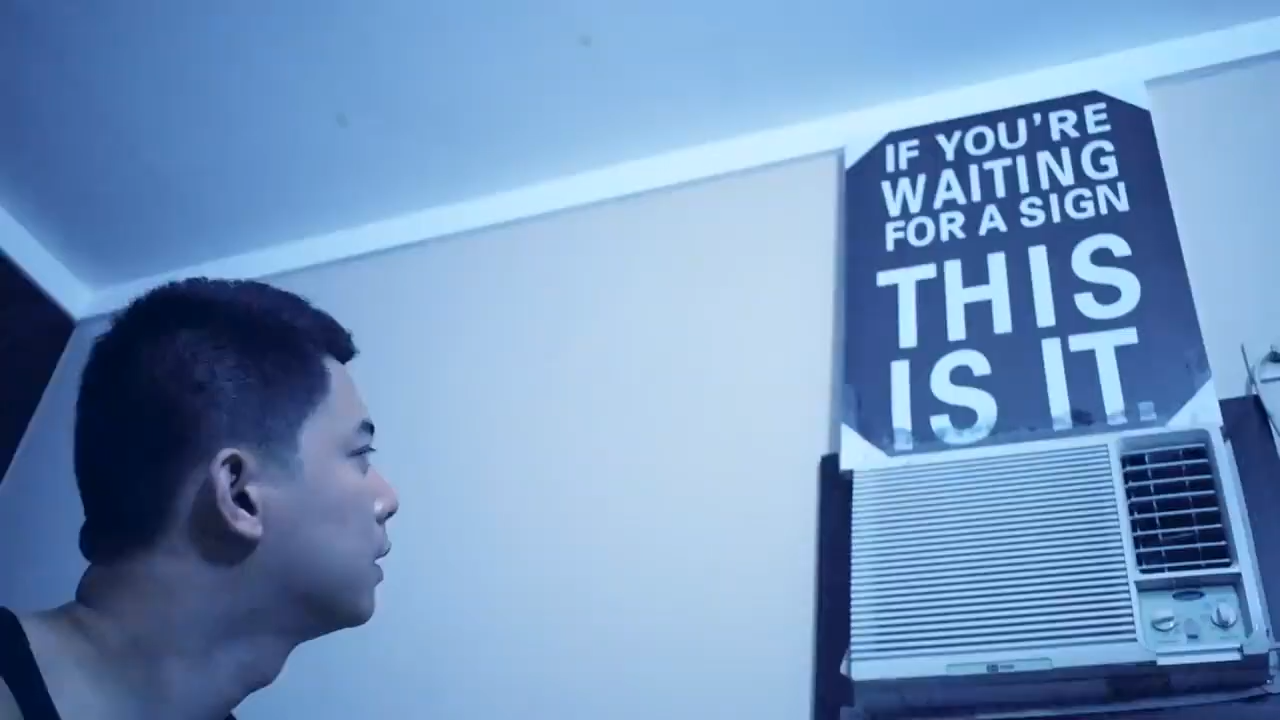 IF YOU'RE
WAITING
FOR A SIGN
THIS
IS IT.